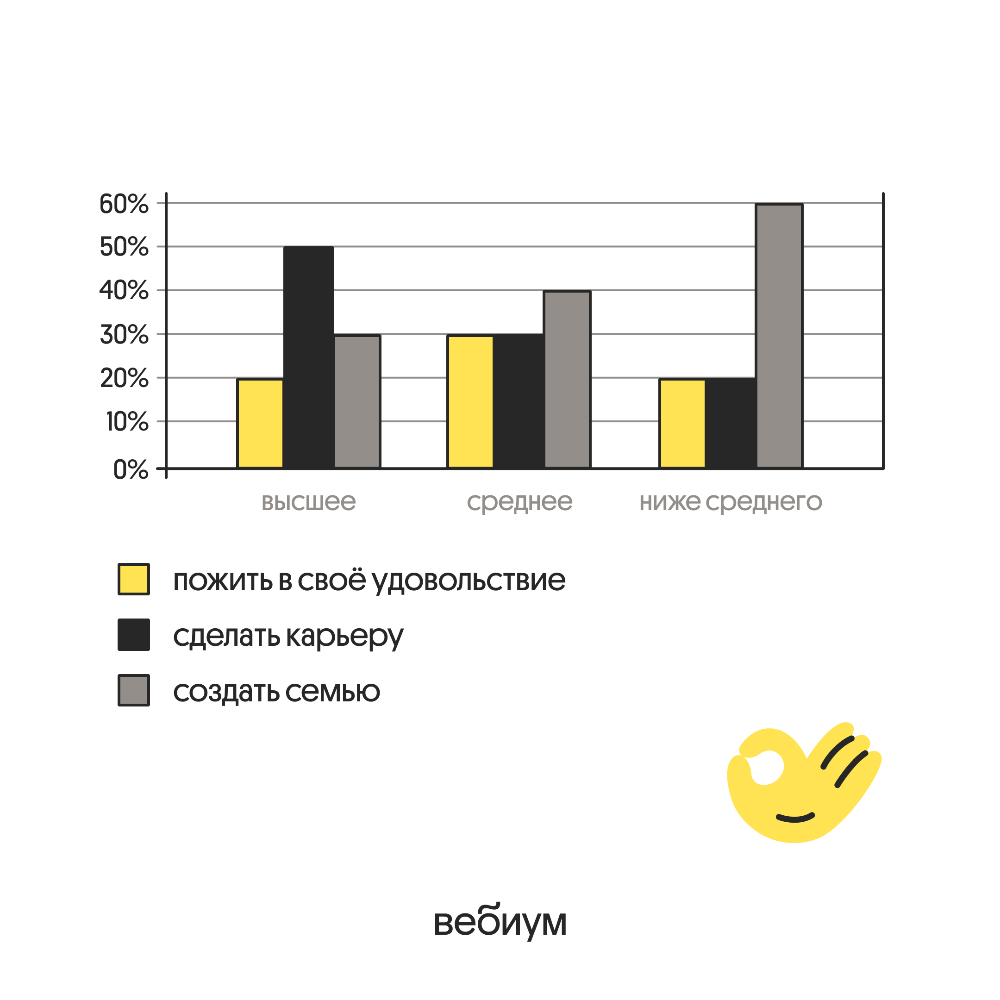 60%
50%
40%
30%
20%
10%
0%
высшее среднее ниже среднего
пожить в своё удовольствие
сделать карьеру
создать семью
вебиум